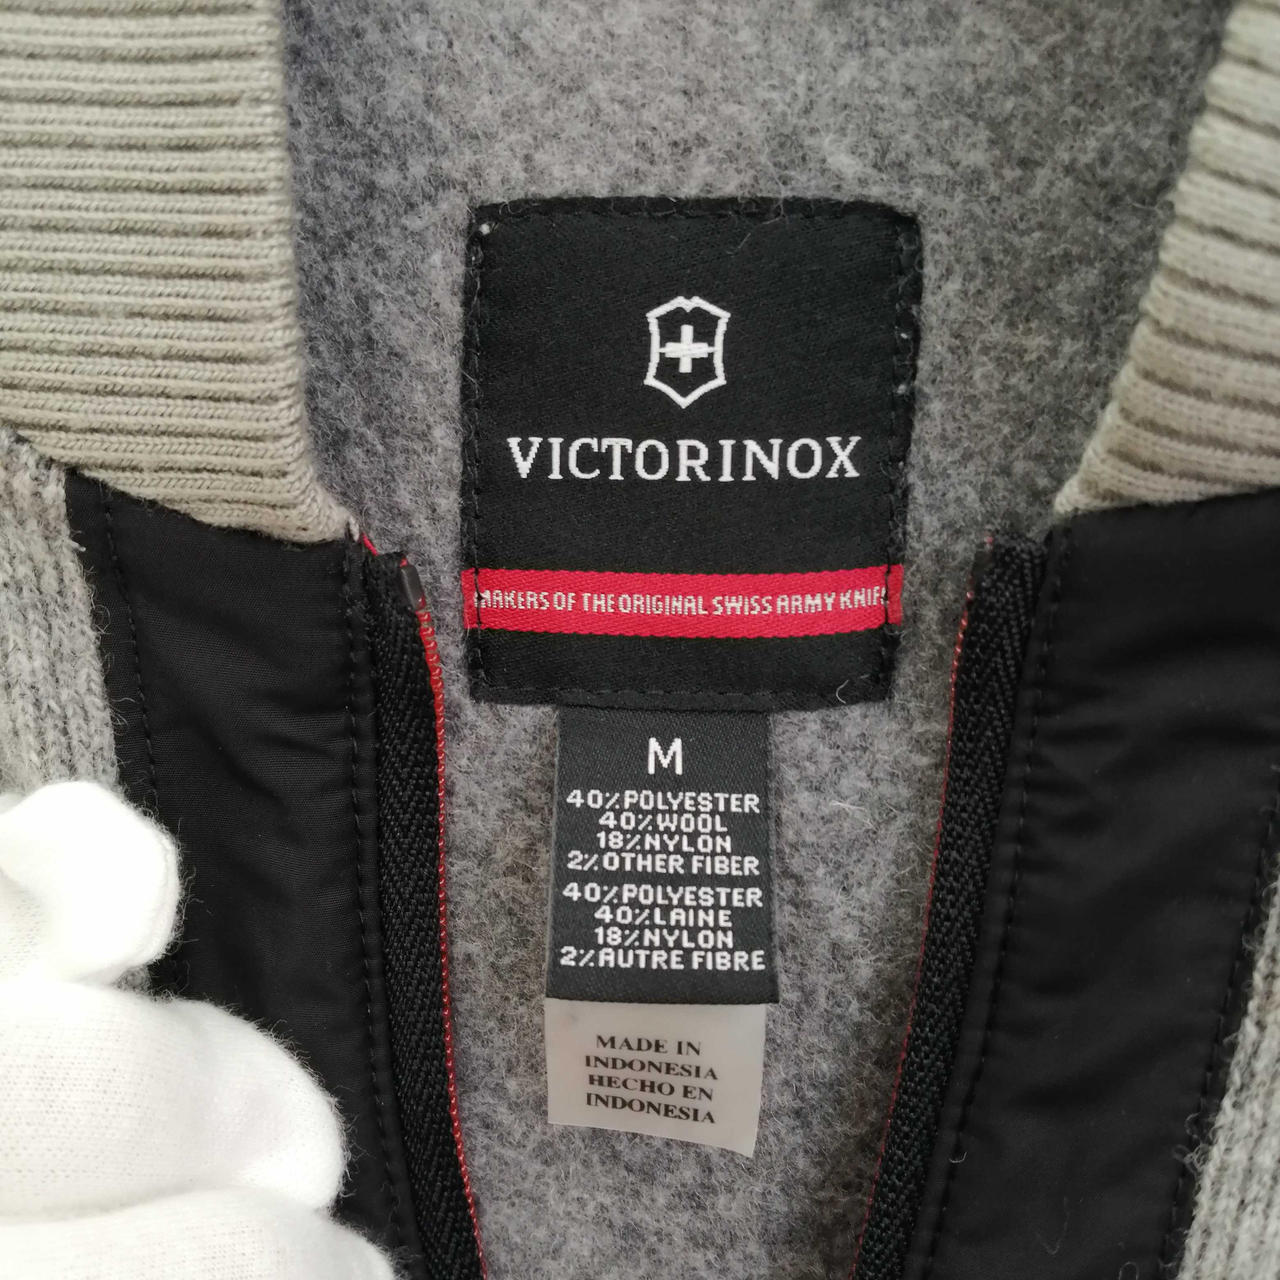 VICTORINOX
MAKERS OF THE ORIGINAL SWISS ARMY KNIF
M
40%POLYESTER
40%WOOL
18%NYLON
2%OTHER FIBER
40%POLYESTER
40%LAINE
18%NYLON
2%AUTRE FIBRE
MADE IN
INDONESIA
HECHO EN
INDONESIA